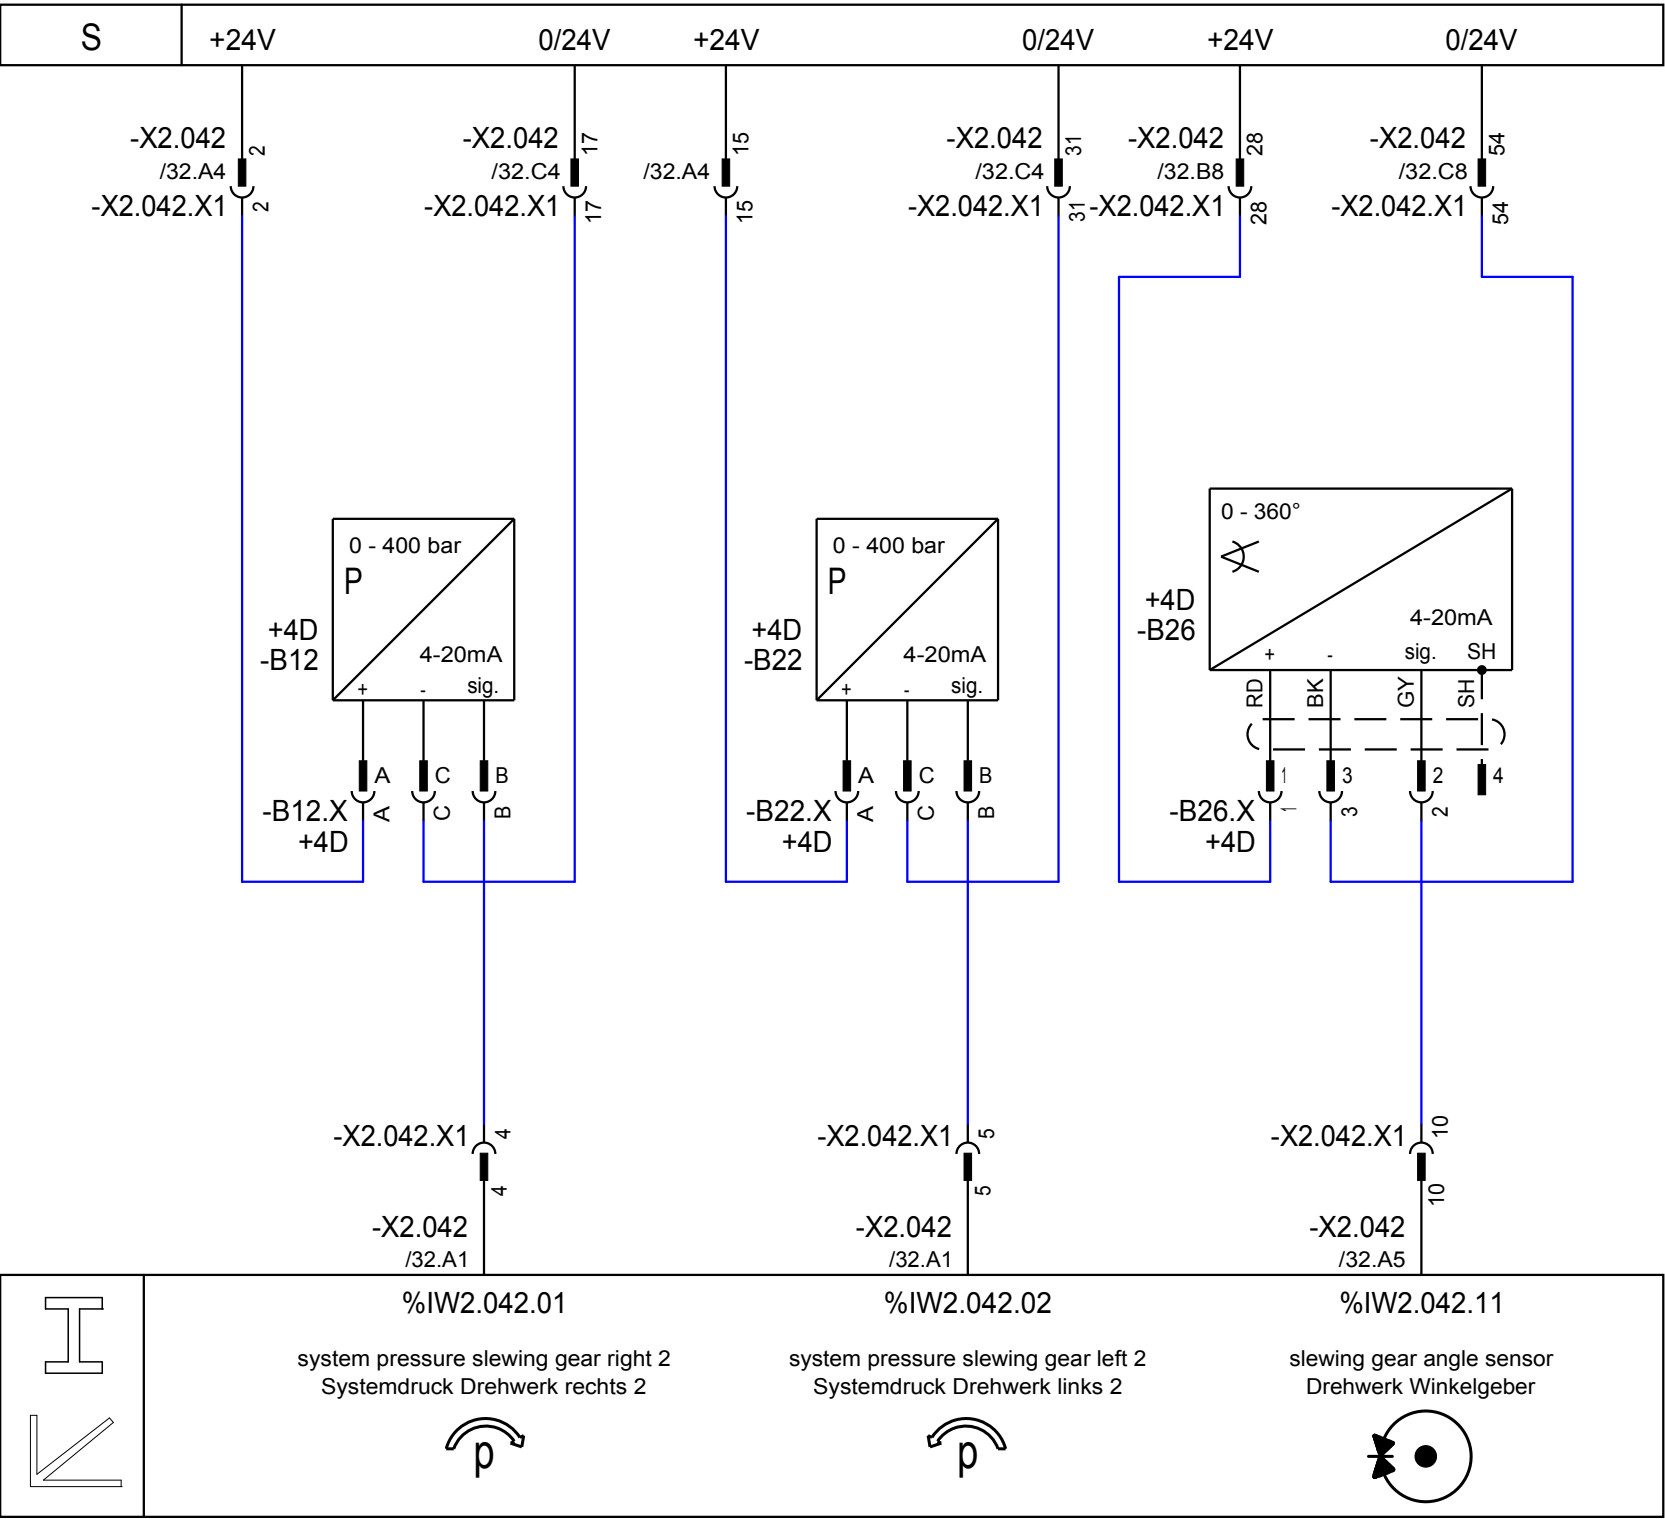 S +24V 0/24V +24V 0/24V +24V 0/24V
-X2.042 2 -X2.042 17 15 -X2.042 31 -X2.042 28 -X2.042 54
/32.A4 /32.C4 /32.A4 /32.C4 /32.B8 /32.C8
-X2.042.X1 2 -X2.042.X1 17 15 -X2.042.X1 31 -X2.042.X1 28 -X2.042.X1 54
0 - 400 bar
P
+4D
-B12
4-20mA
+ - sig.
A C B
-B12.X A C B
+4D
0 - 400 bar
P
+4D
-B22
4-20mA
+ - sig.
A C B
-B22.X A C B
+4D
0 - 360°
+4D
-B26
4-20mA
+ - sig. SH
RD BK GY SH
1 3 2 4
-B26.X 1 3 2
+4D
-X2.042.X1 4 -X2.042.X1 5 -X2.042.X1 10
4 5 10
-X2.042 -X2.042 -X2.042
/32.A1 /32.A1 /32.A5
%IW2.042.01
system pressure slewing gear right 2
Systemdruck Drehwerk rechts 2
p
%IW2.042.02
system pressure slewing gear left 2
Systemdruck Drehwerk links 2
p
%IW2.042.11
slewing gear angle sensor
Drehwerk Winkelgeber